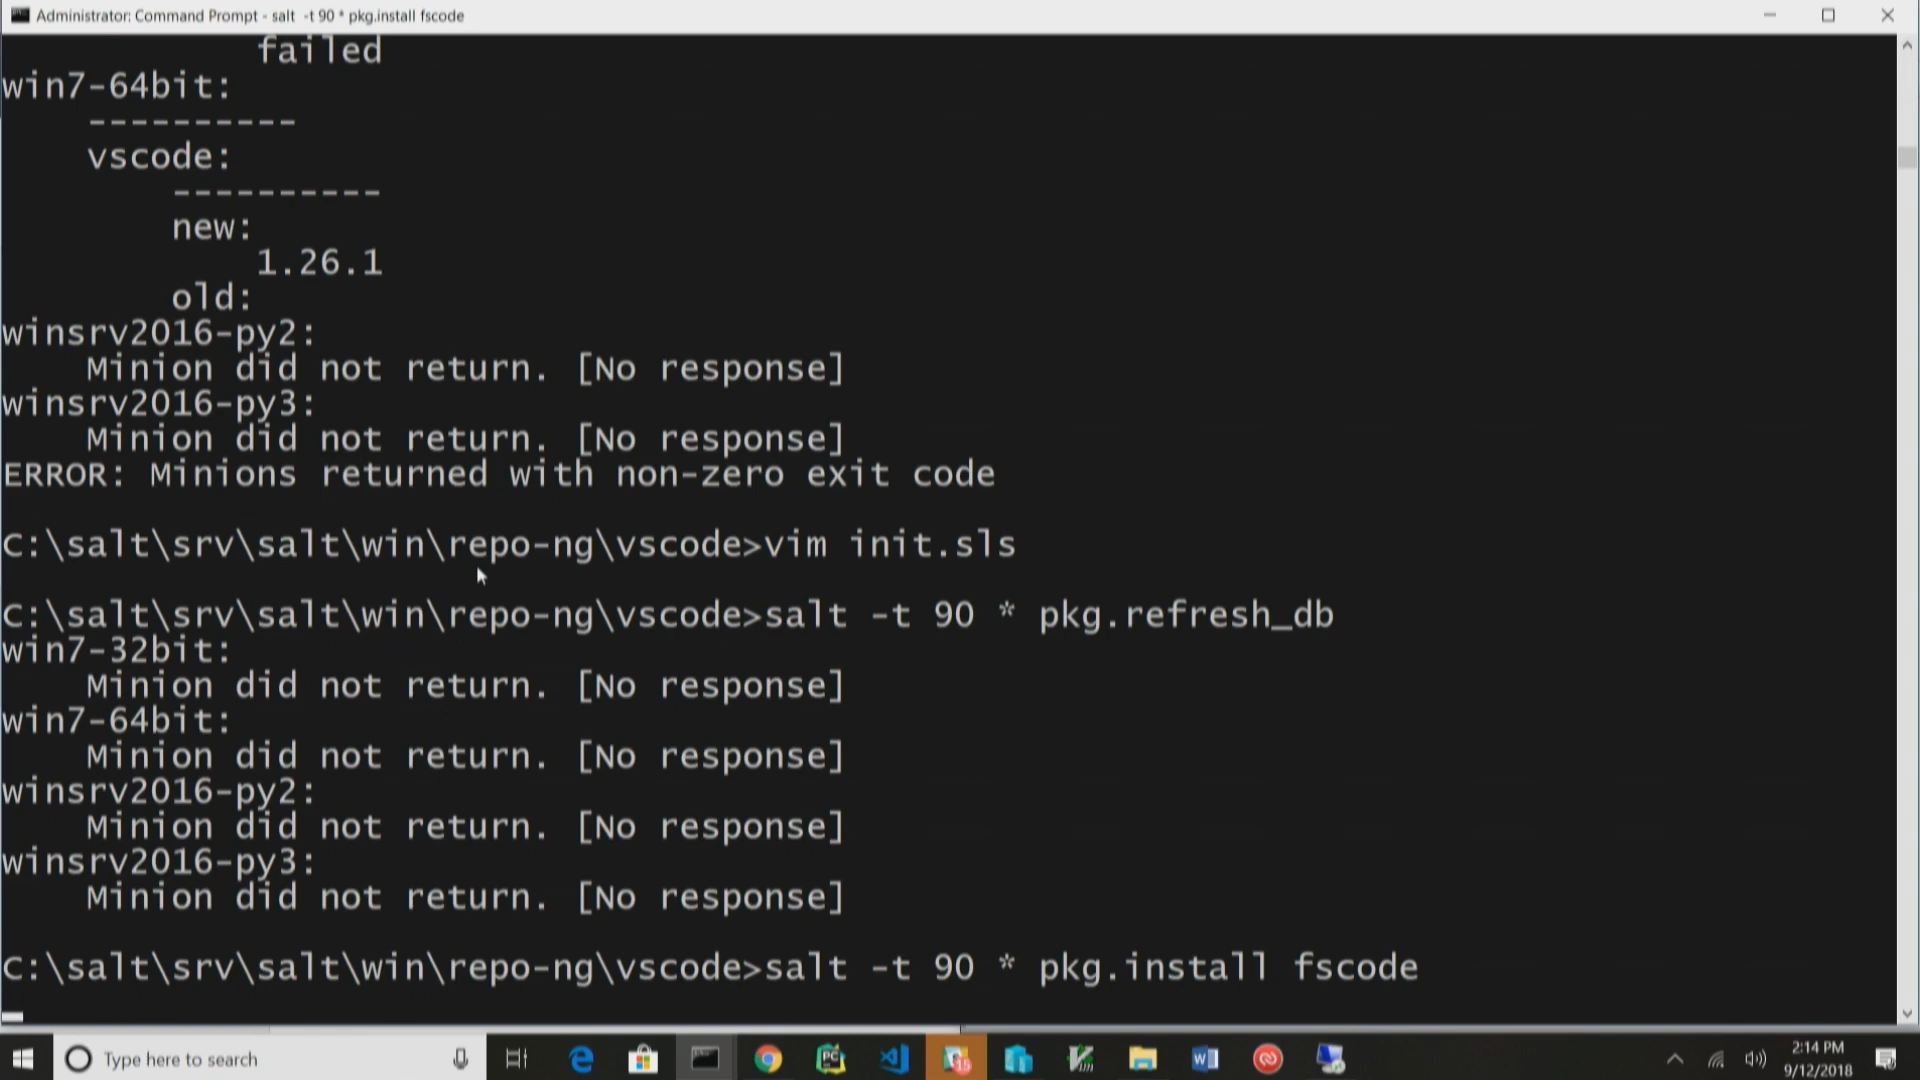 Administrator: Command Prompt - salt -t 90 * pkg.install fscode
failed
win7-64bit:
----------
vscode:
----------
new:
1.26.1
old:
winsrv2016-py2:
Minion did not return. [No response]
winsrv2016-py3:
Minion did not return. [No response]
ERROR: Minions returned with non-zero exit code
C:\salt\srv\salt\win\repo-ng\vscode>vim init.sls
C:\salt\srv\salt\win\repo-ng\vscode>salt -t 90 * pkg.refresh_db
win7-32bit:
Minion did not return. [No response]
win7-64bit:
Minion did not return. [No response]
winsrv2016-py2:
Minion did not return. [No response]
winsrv2016-py3:
Minion did not return. [No response]
C:\salt\srv\salt\win\repo-ng\vscode>salt -t 90 * pkg.install fscode
Type here to search
PC
15
W
2:14 PM
9/12/2018